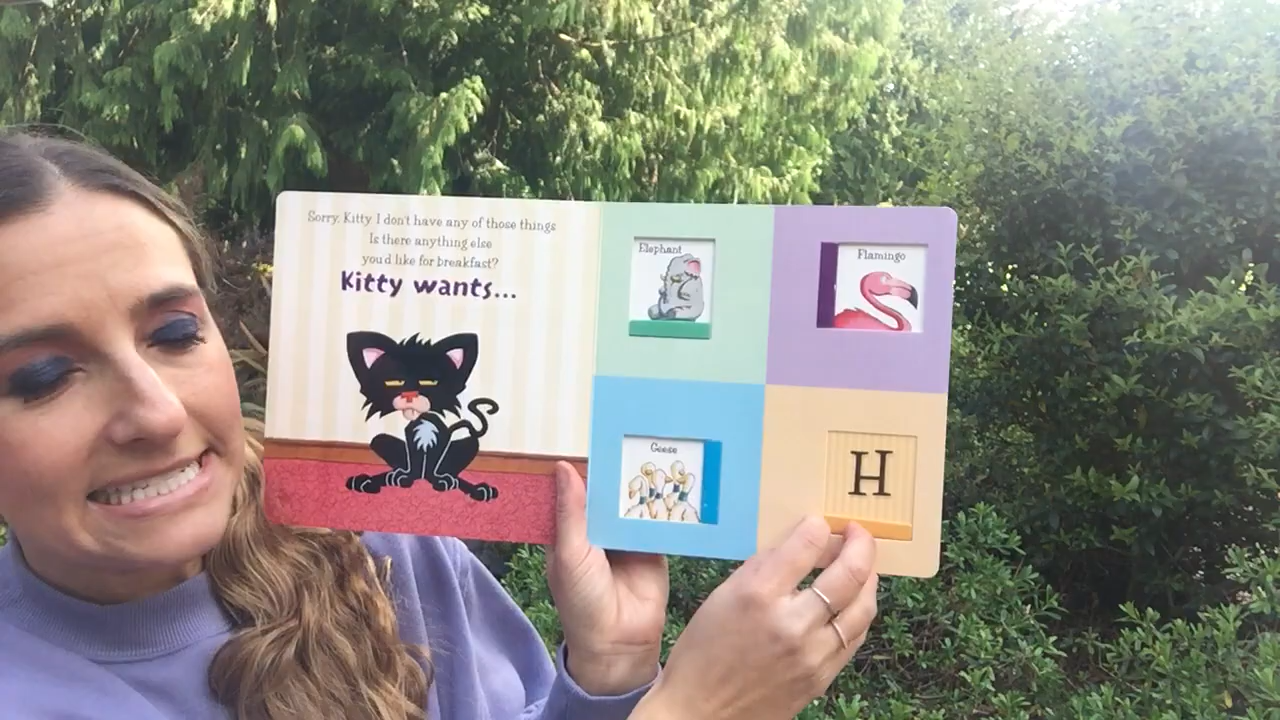 Sorry, Kitty. I don't have any of those things.
Is there anything else
you'd like for breakfast?
Kitty wants...
Elephant
Flamingo
Geese
H